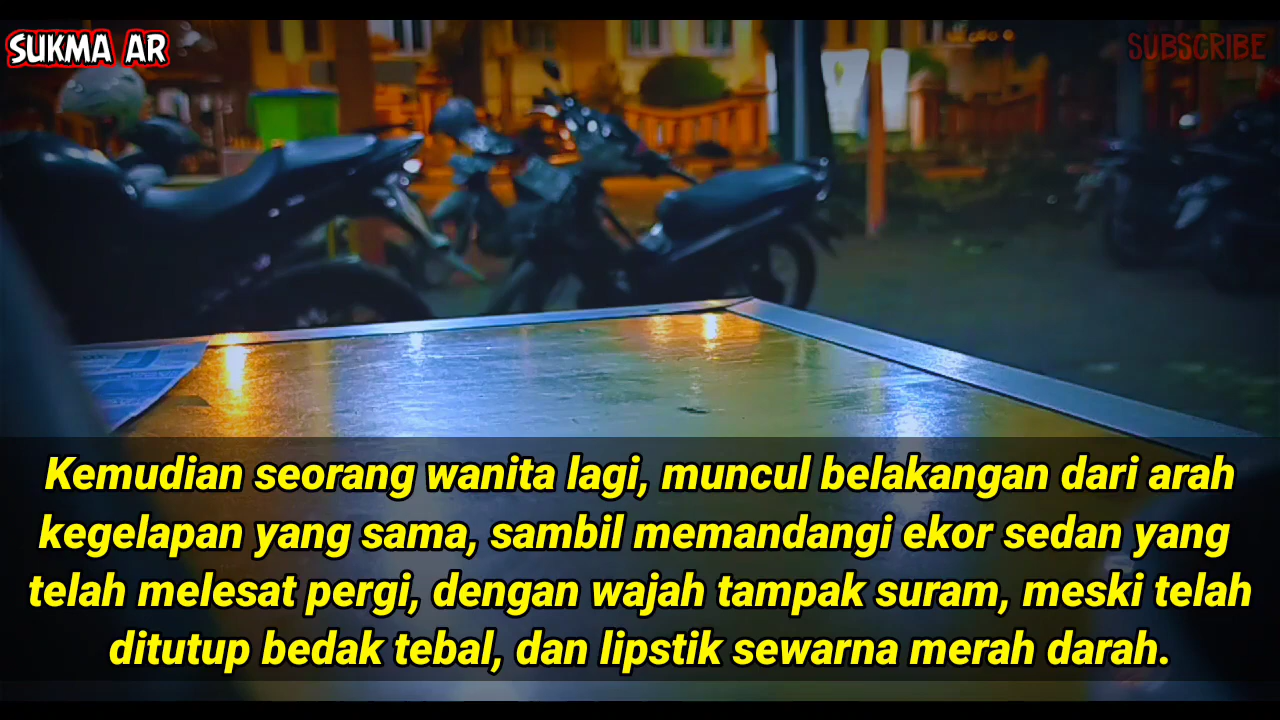 SUKMA AR
SUBSCRIBE
Kemudian seorang wanita lagi, muncul belakangan dari arah
kegelapan yang sama, sambil memandangi ekor sedan yang
telah melesat pergi, dengan wajah tampak suram, meski telah
ditutup bedak tebal, dan lipstik sewarna merah darah.